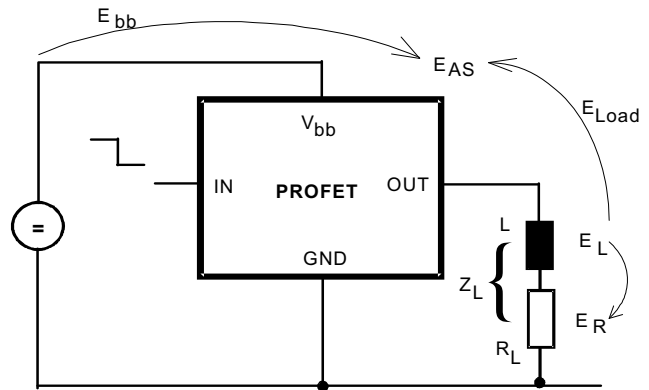 E bb
E AS
E Load
V bb
IN
PROFET
OUT
=
GND
L
E L
Z L
{
E R
R L